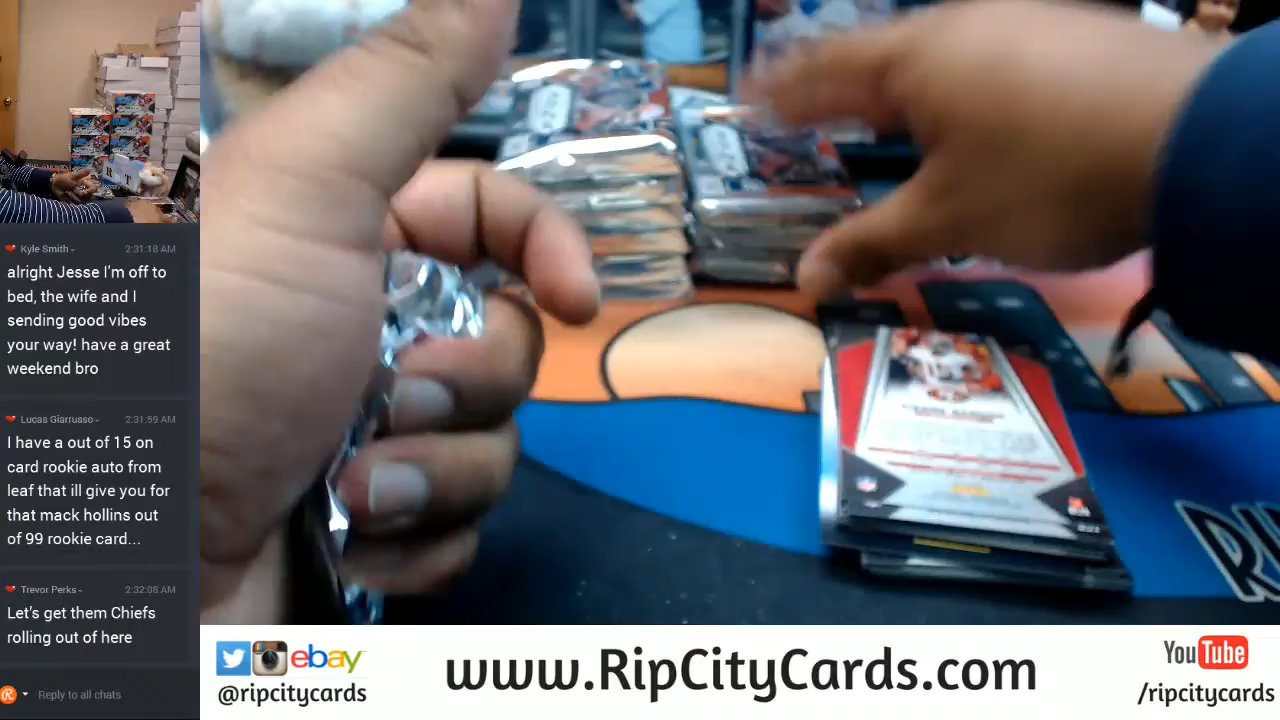 Kyle Smith 2:31:18 AM
alright Jesse I'm off to
bed, the wife and I
sending good vibes
your way! have a great
weekend bro
Lucas Giarrusso 2:31:59 AM
I have a out of 15 on
card rookie auto from
leaf that ill give you for
that mack hollins out
of 99 rookie card...
Trevor Perks 2:32:08 AM
Let's get them Chiefs
rolling out of here
Reply to all chats
ebay
@ripcitycards
www.RipCityCards.com
YouTube
/ripcitycards